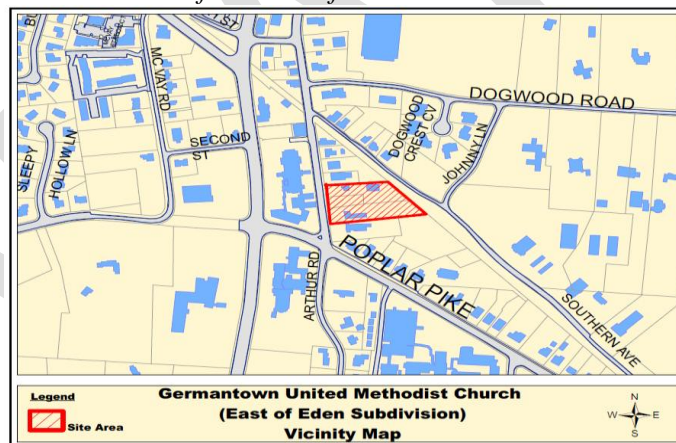 MC VAY RD
SECOND
ST
SLEEPY
HOLLOW LN
DOGWOOD ROAD
DOGWOOD
CREST CV
JOHNNY LN
POPLAR PIKE
ARTHUR RD
SOUTHERN AVE
Legend
Site Area
Germantown United Methodist Church
(East of Eden Subdivision)
Vicinity Map
N
W E
S